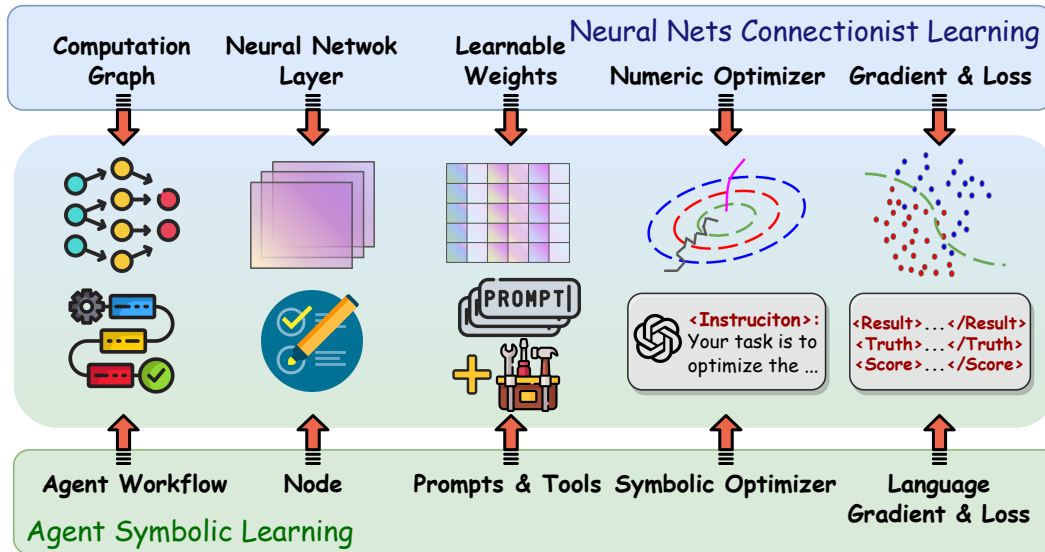 Neural Nets Connectionist Learning
Computation
Graph
Neural Netwok
Layer
Learnable
Weights
Numeric Optimizer
Gradient & Loss
PROMPT
<Instruciton>:
Your task is to
optimize the ...
<Result>...</Result>
<Truth>...</Truth>
<Score>...</Score>
Agent Workflow
Node
Prompts & Tools
Symbolic Optimizer
Language
Gradient & Loss
Agent Symbolic Learning